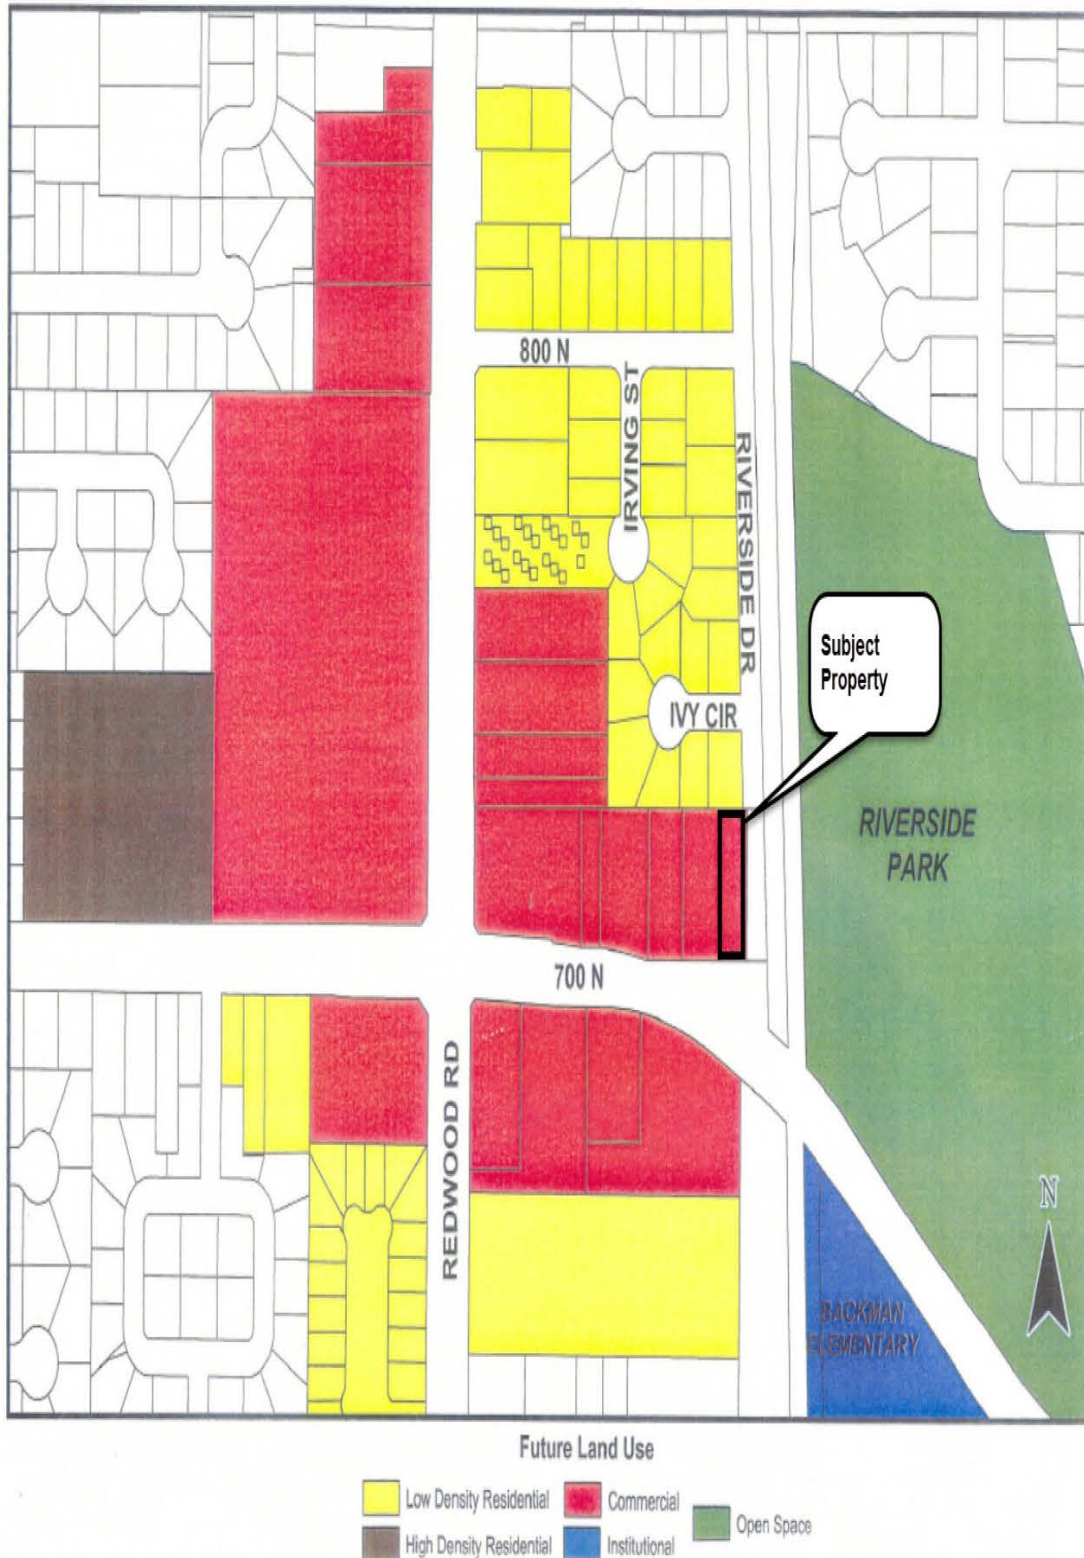 800 N
IRVING ST
RIVERSIDE DR
Subject
Property
IVY CIR
RIVERSIDE
PARK
700 N
REDWOOD RD
N
BACKMAN
ELEMENTARY
Future Land Use
Low Density Residential
Commercial
Open Space
High Density Residential
Institutional